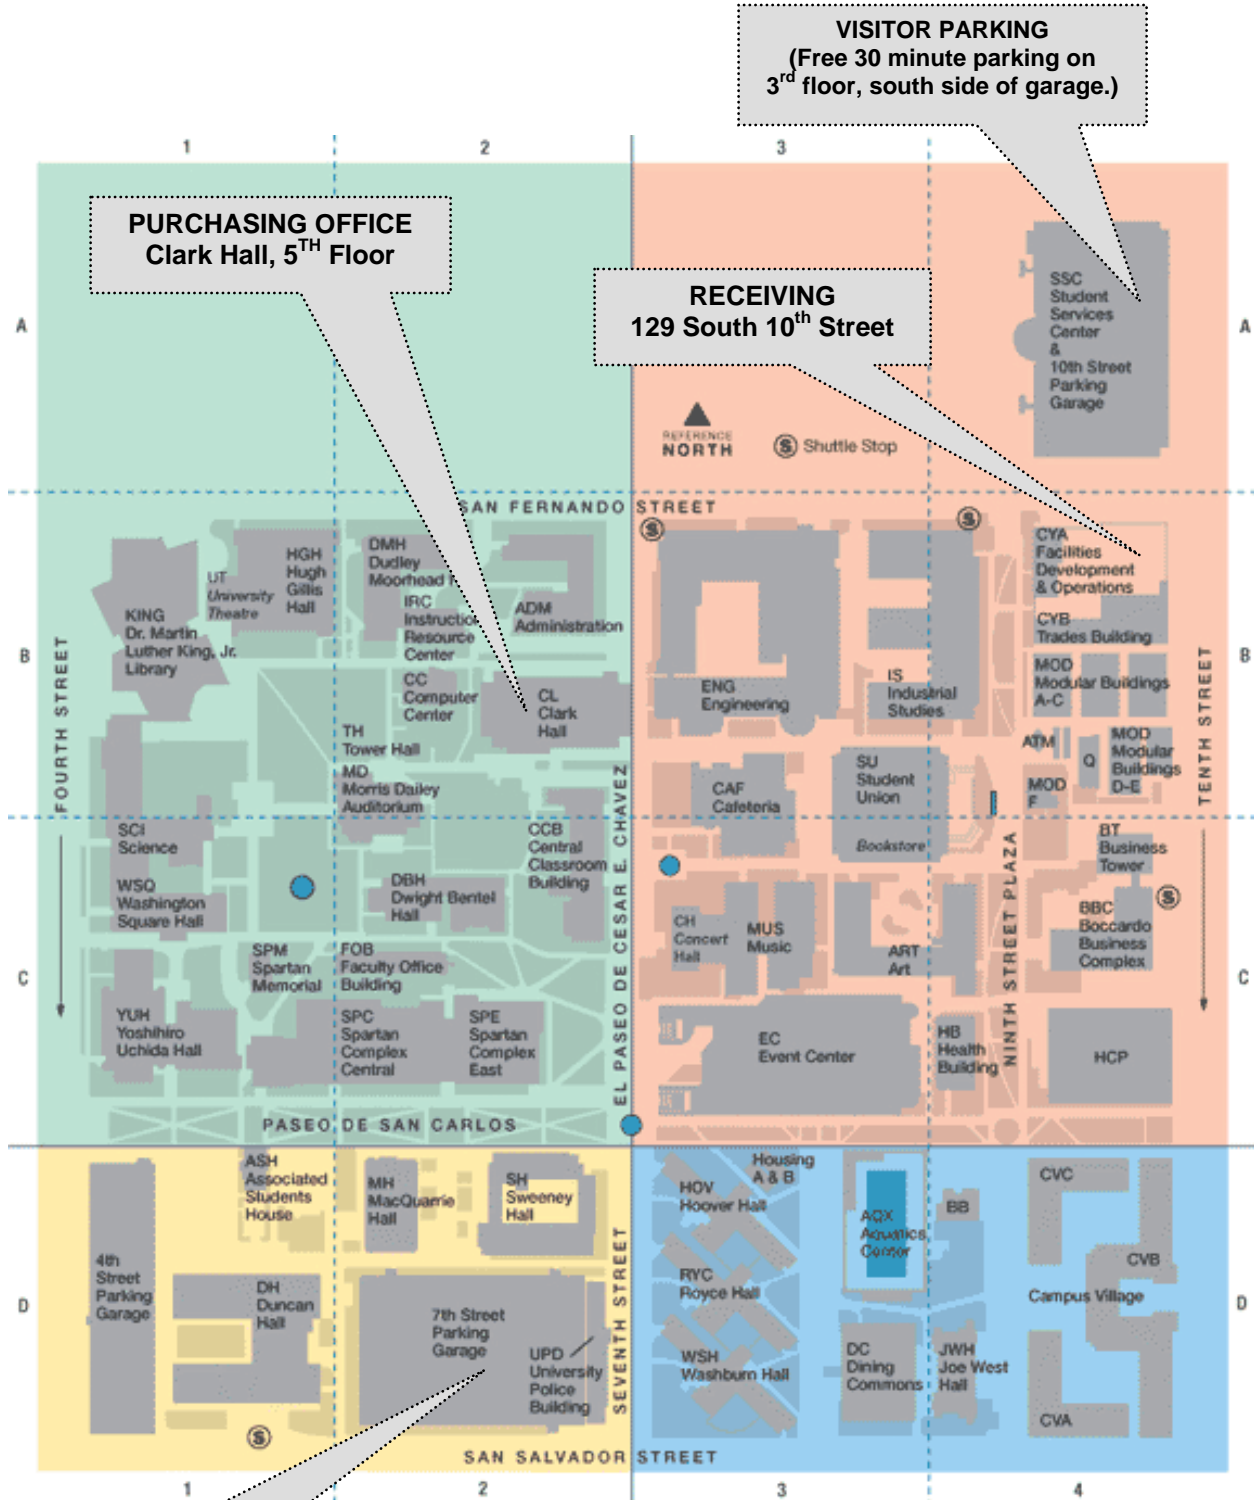 VISITOR PARKING
(Free 30 minute parking on
3rd floor, south side of garage.)
1
2
3
4
PURCHASING OFFICE
Clark Hall, 5TH Floor
RECEIVING
129 South 10th Street
A
A
SSC
Student
Services
Center
&
10th Street
Parking
Garage
REFERENCE
NORTH
S Shuttle Stop
SAN FERNANDO STREET
S
S
HGH
Hugh
Gillis
Hall
UT
University
Theatre
KING
Dr. Martin
Luther King, Jr.
Library
DMH
Dudley
Moorhead
IRC
Resource
Center
ADM
Administration
CC
Computer
Center
CL
Clark
Hall
TH
Tower Hall
MD
Morris Dailey
Auditorium
B
B
FOURTH STREET
ENG
Engineering
IS
Industrial
Studies
CYA
Facilities
Development
& Operations
CYB
Trades Building
MOD
Modular Buildings
A-C
ATM
Q
MOD
Modular
Buildings
D-E
MOD
F
TENTH STREET
CAF
Cafeteria
SU
Student
Union
Bookstore
SCI
Science
WSQ
Washington
Square Hall
CCB
Central
Classroom
Building
DBH
Dwight Bentel
Hall
EL PASEO DE CESAR E. CHAVEZ
NINTH STREET PLAZA
BT
Business
Tower
BBC
Boccardo
Business
Complex
S
CH
Concert
Hall
MUS
Music
ART
Art
SPM
Spartan
Memorial
FOB
Faculty Office
Building
C
C
YUH
Yoshihiro
Uchida Hall
SPC
Spartan
Complex
Central
SPE
Spartan
Complex
East
EC
Event Center
HB
Health
Building
HCP
PASEO DE SAN CARLOS
ASH
Associated
Students
House
MH
MacQuarrie
Hall
SH
Sweeney
Hall
HOV
Hoover Hall
Housing
A & B
AQX
Aquatics
Center
BB
CVC
CVB
4th
Street
Parking
Garage
DH
Duncan
Hall
7th Street
Parking
Garage
UPD
University
Police
Building
SEVENTH STREET
RYC
Royce Hall
WSH
Washburn Hall
DC
Dining
Commons
JWH
Joe West
Hall
Campus Village
CVA
D
D
S
SAN SALVADOR STREET
1
2
3
4